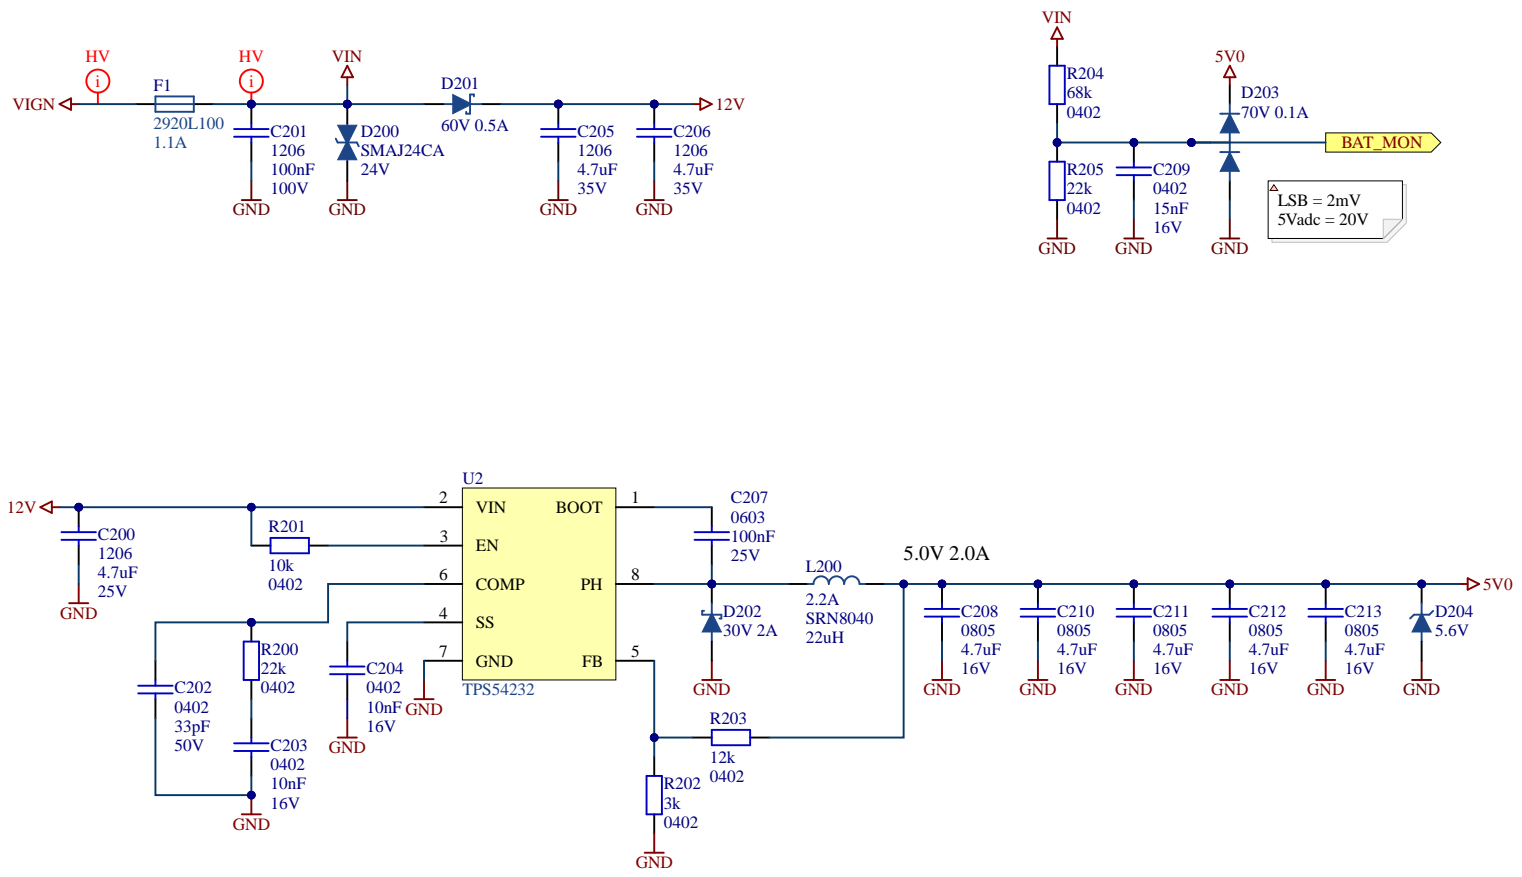 HV
HV
VIN
VIGN
F1
2920L100
1.1A
C201
1206
100nF
100V
GND
D200
SMAJ24CA
24V
GND
D201
60V 0.5A
C205
1206
4.7uF
35V
GND
C206
1206
4.7uF
35V
GND
12V
VIN
R204
68k
0402
R205
22k
0402
GND
C209
0402
15nF
16V
GND
5V0
D203
70V 0.1A
GND
BAT_MON
LSB = 2mV
5Vadc = 20V
12V
C200
1206
4.7uF
25V
GND
R201
10k
0402
R200
22k
0402
C202
0402
33pF
50V
C203
0402
10nF
16V
GND
C204
0402
10nF
16V
GND
GND
U2
2
VIN
3
EN
6
COMP
4
SS
7
GND
BOOT
1
PH
8
FB
5
TPS54232
C207
0603
100nF
25V
D202
30V 2A
GND
L200
2.2A
SRN8040
22uH
5.0V 2.0A
R203
12k
0402
R202
3k
0402
GND
C208
0805
4.7uF
16V
GND
C210
0805
4.7uF
16V
GND
C211
0805
4.7uF
16V
GND
C212
0805
4.7uF
16V
GND
C213
0805
4.7uF
16V
GND
D204
5.6V
GND
5V0